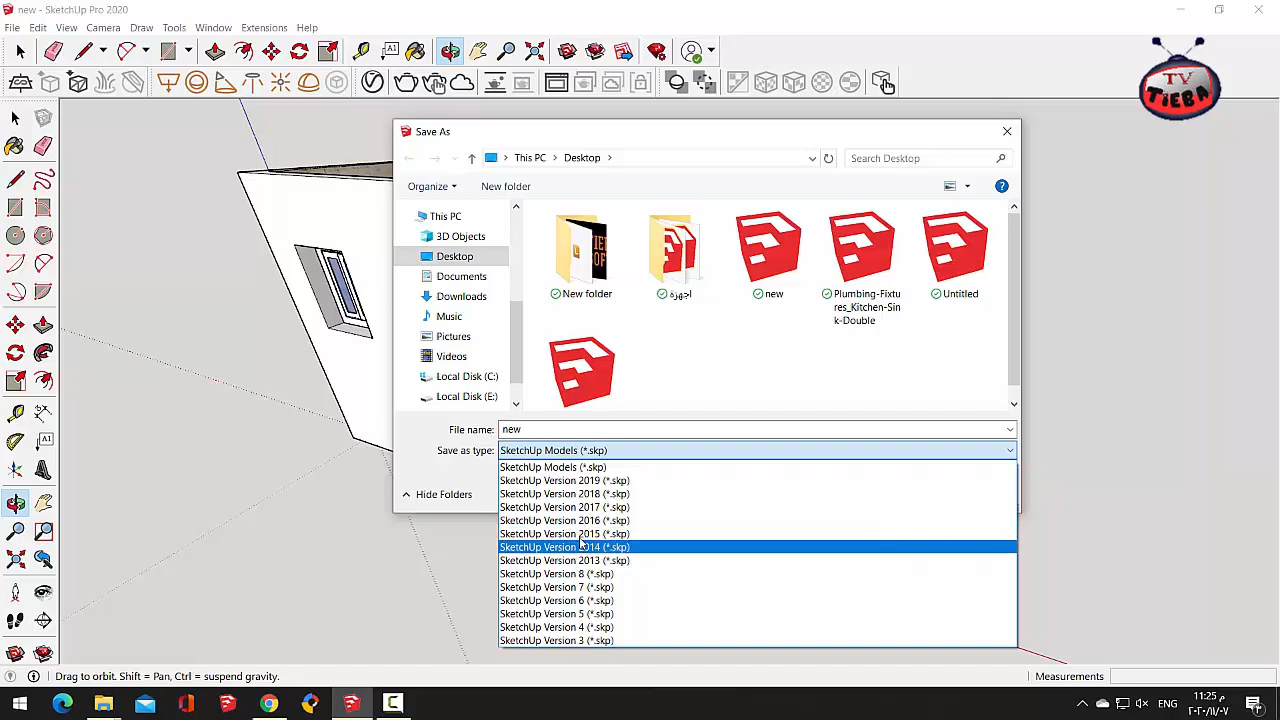 new - SketchUp Pro 2020
File Edit View Camera Draw Tools Window Extensions Help
TV
TiEBA
Save As
This PC Desktop
Search Desktop
Organize New folder
This PC
3D Objects
Desktop
Documents
Downloads
Music
Pictures
Videos
Local Disk (C:)
Local Disk (E:)
New folder
اجهزة
new
Plumbing-Fixtu
res_Kitchen-Sin
k-Double
Untitled
File name: new
Save as type: SketchUp Models (*.skp)
SketchUp Models (*.skp)
SketchUp Version 2019 (*.skp)
SketchUp Version 2018 (*.skp)
SketchUp Version 2017 (*.skp)
SketchUp Version 2016 (*.skp)
SketchUp Version 2015 (*.skp)
SketchUp Version 2014 (*.skp)
SketchUp Version 2013 (*.skp)
SketchUp Version 8 (*.skp)
SketchUp Version 7 (*.skp)
SketchUp Version 6 (*.skp)
SketchUp Version 5 (*.skp)
SketchUp Version 4 (*.skp)
SketchUp Version 3 (*.skp)
Hide Folders
Drag to orbit. Shift = Pan, Ctrl = suspend gravity.
Measurements
ENG
11:25 م